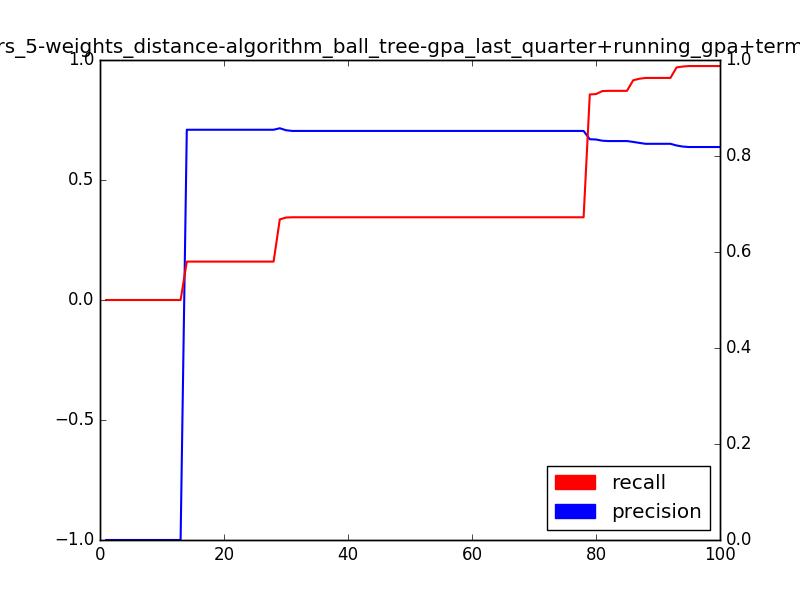 rs_5-weights_distance-algorithm_ball_tree-gpa_last_quarter+running_gpa+term
1.0
0.5
0.0
−0.5
−1.0
1.0
0.8
0.6
0.4
0.2
0.0
recall
precision
0 20 40 60 80 100